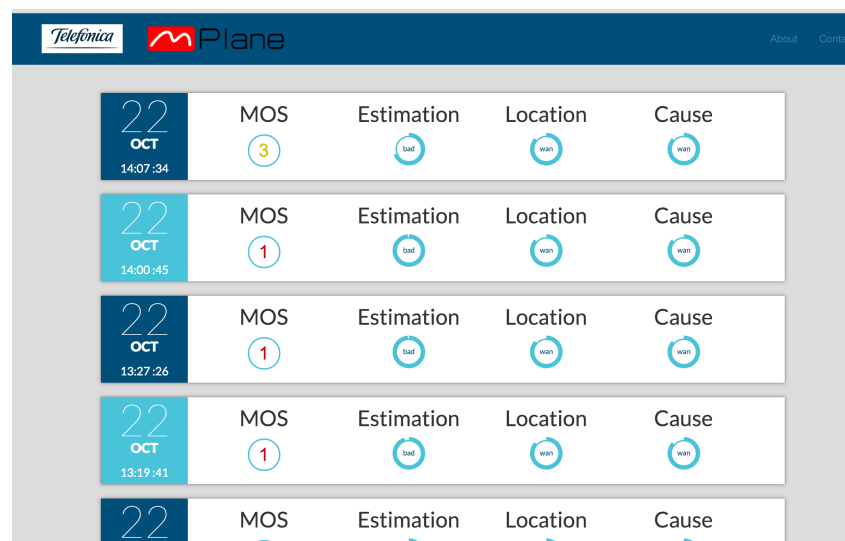 Telefónica
mPlane
About
Conta
22
OCT
14:07 :34
MOS
3
Estimation
bad
Location
wan
Cause
wan
22
OCT
14:00 :45
MOS
1
Estimation
bad
Location
wan
Cause
wan
22
OCT
13:27 :26
MOS
1
Estimation
bad
Location
wan
Cause
wan
22
OCT
13:19 :41
MOS
1
Estimation
bad
Location
wan
Cause
wan
22
MOS
Estimation
Location
Cause